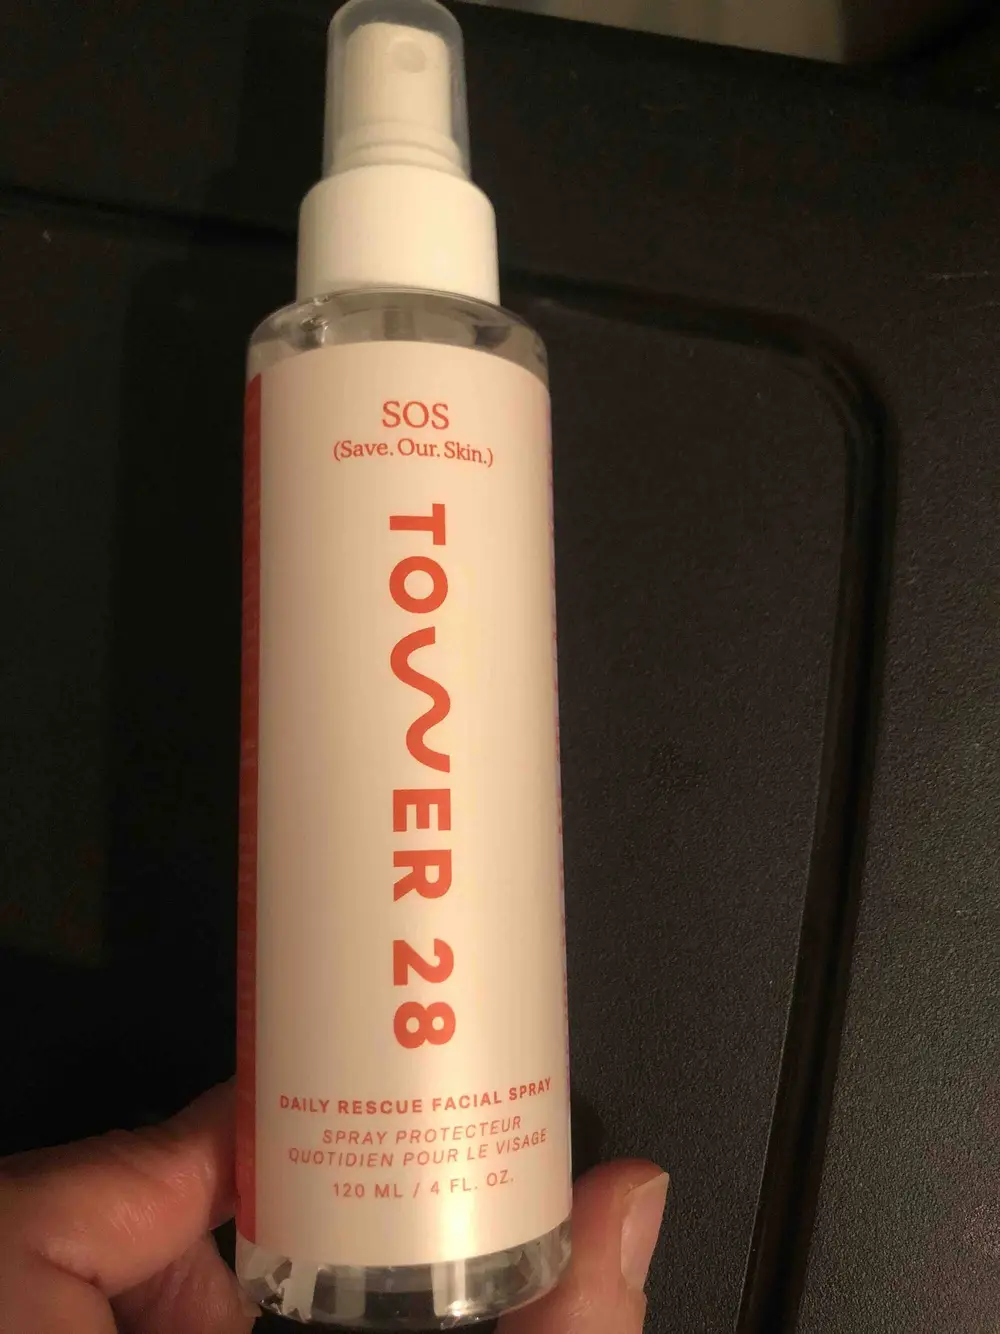 SOS
(Save. Our. Skin.)
TOWER 28
DAILY RESCUE FACIAL SPRAY
SPRAY PROTECTEUR
QUOTIDIEN POUR LE VISAGE
120 ML / 4 FL. OZ.